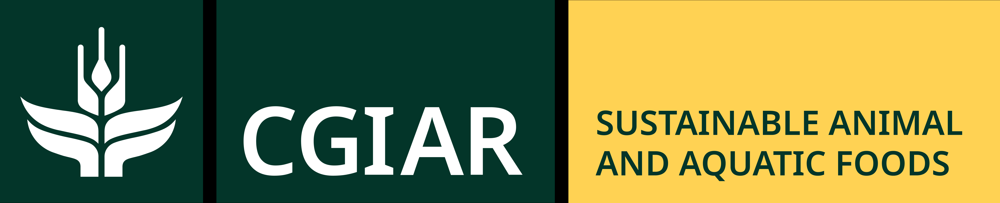 CGIAR
SUSTAINABLE ANIMAL
AND AQUATIC FOODS